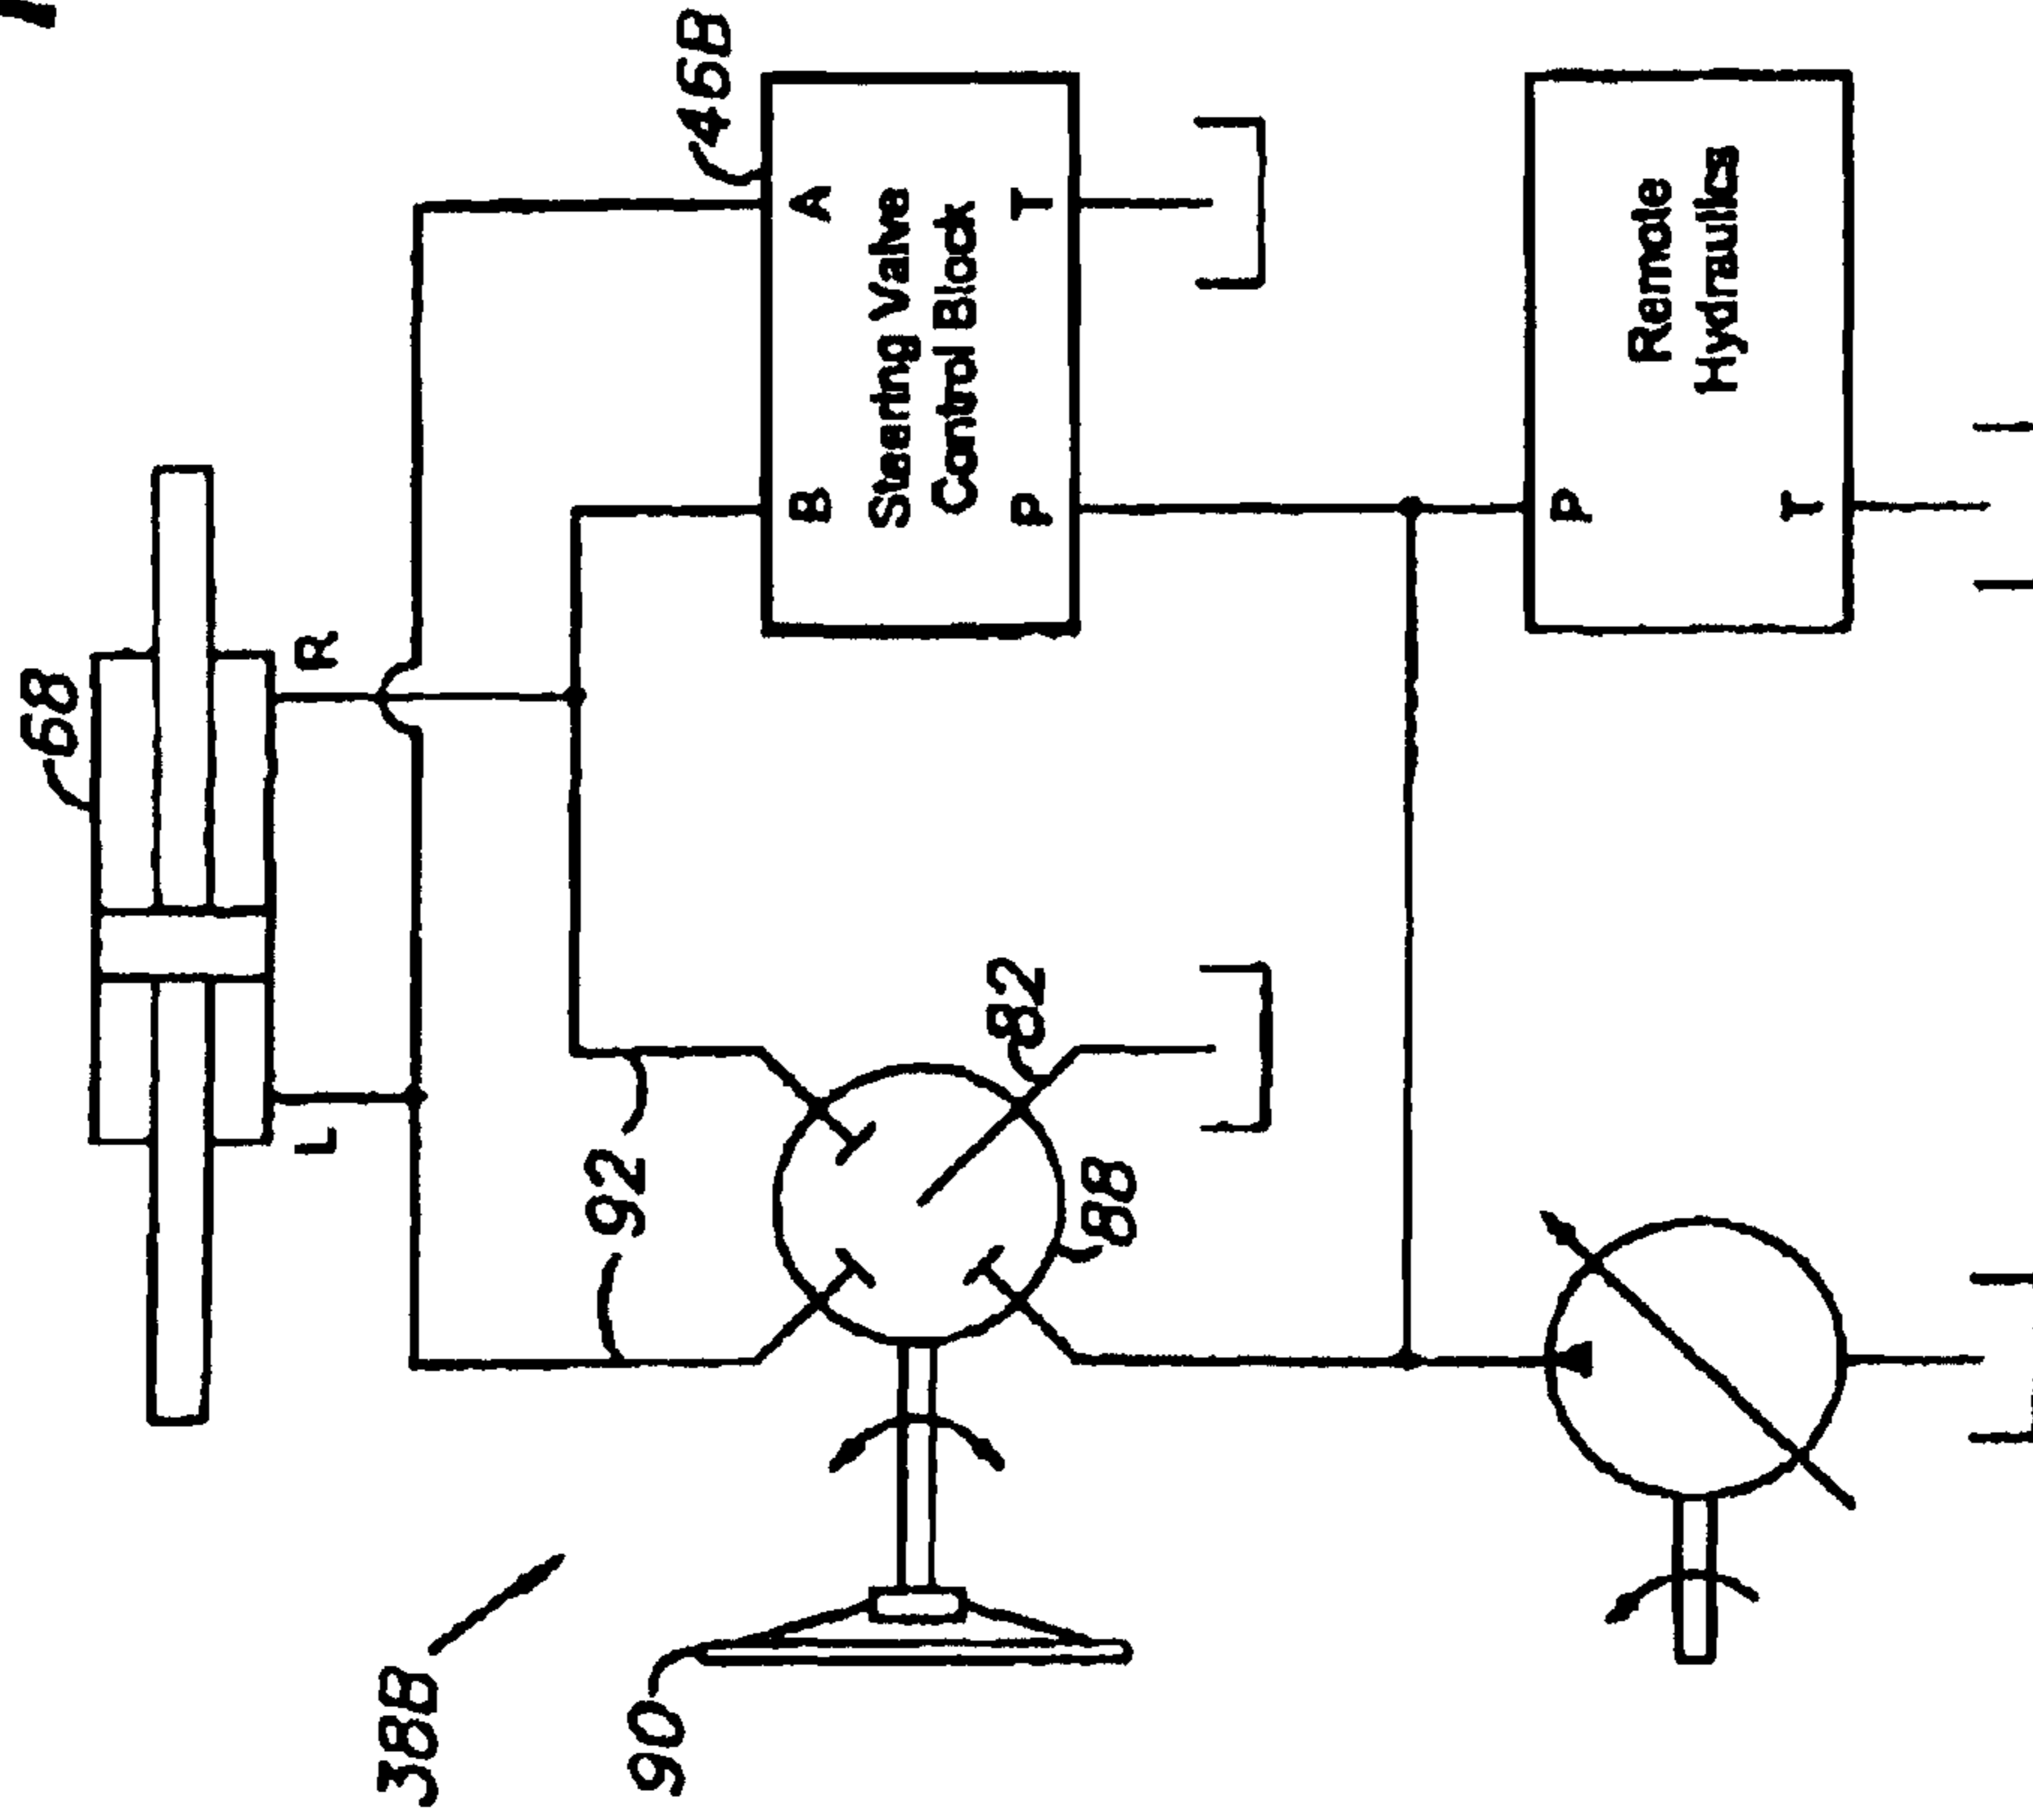 68
R
L
46B
A
B
Steering Valve
Control Block
T
P
92
82
88
38B
90
Remote
Hydraulics
P
T